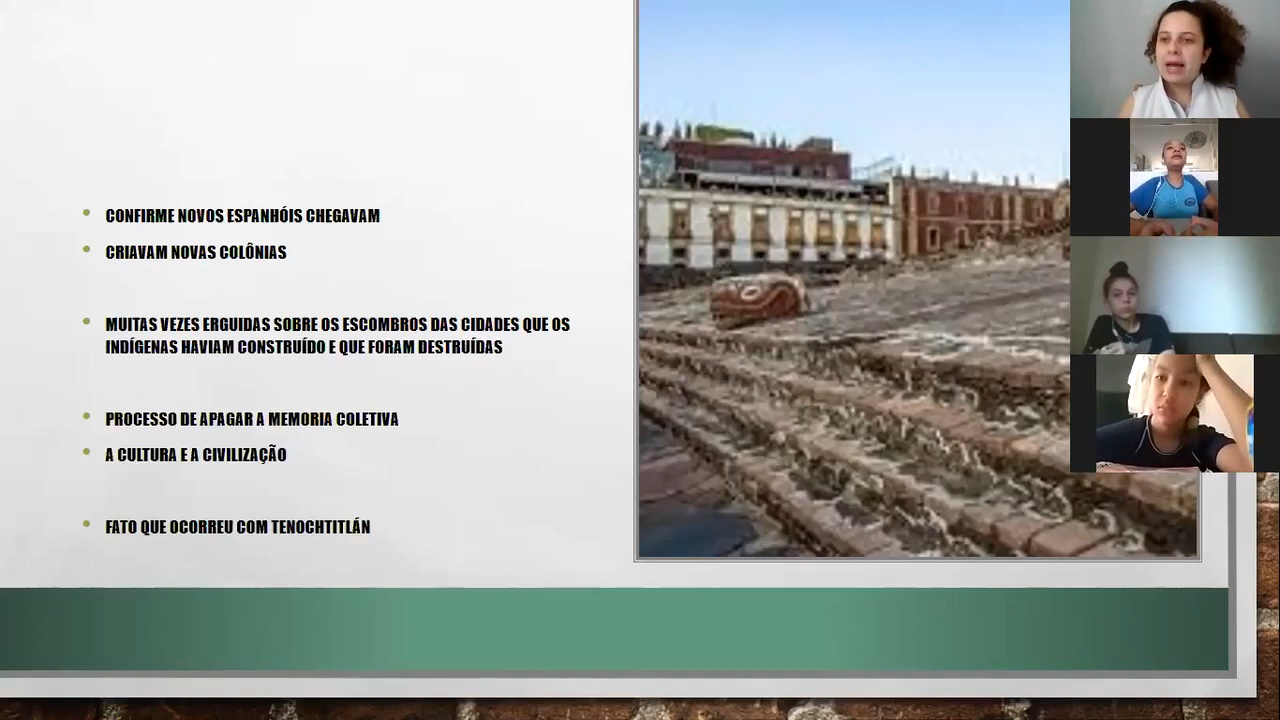 CONFIRME NOVOS ESPANHÓIS CHEGAVAM
CRIAVAM NOVAS COLÔNIAS
MUITAS VEZES ERGUIDAS SOBRE OS ESCOMBROS DAS CIDADES QUE OS
INDÍGENAS HAVIAM CONSTRUÍDO E QUE FORAM DESTRUÍDAS
PROCESSO DE APAGAR A MEMORIA COLETIVA
A CULTURA E A CIVILIZAÇÃO
FATO QUE OCORREU COM TENOCHTITLÁN